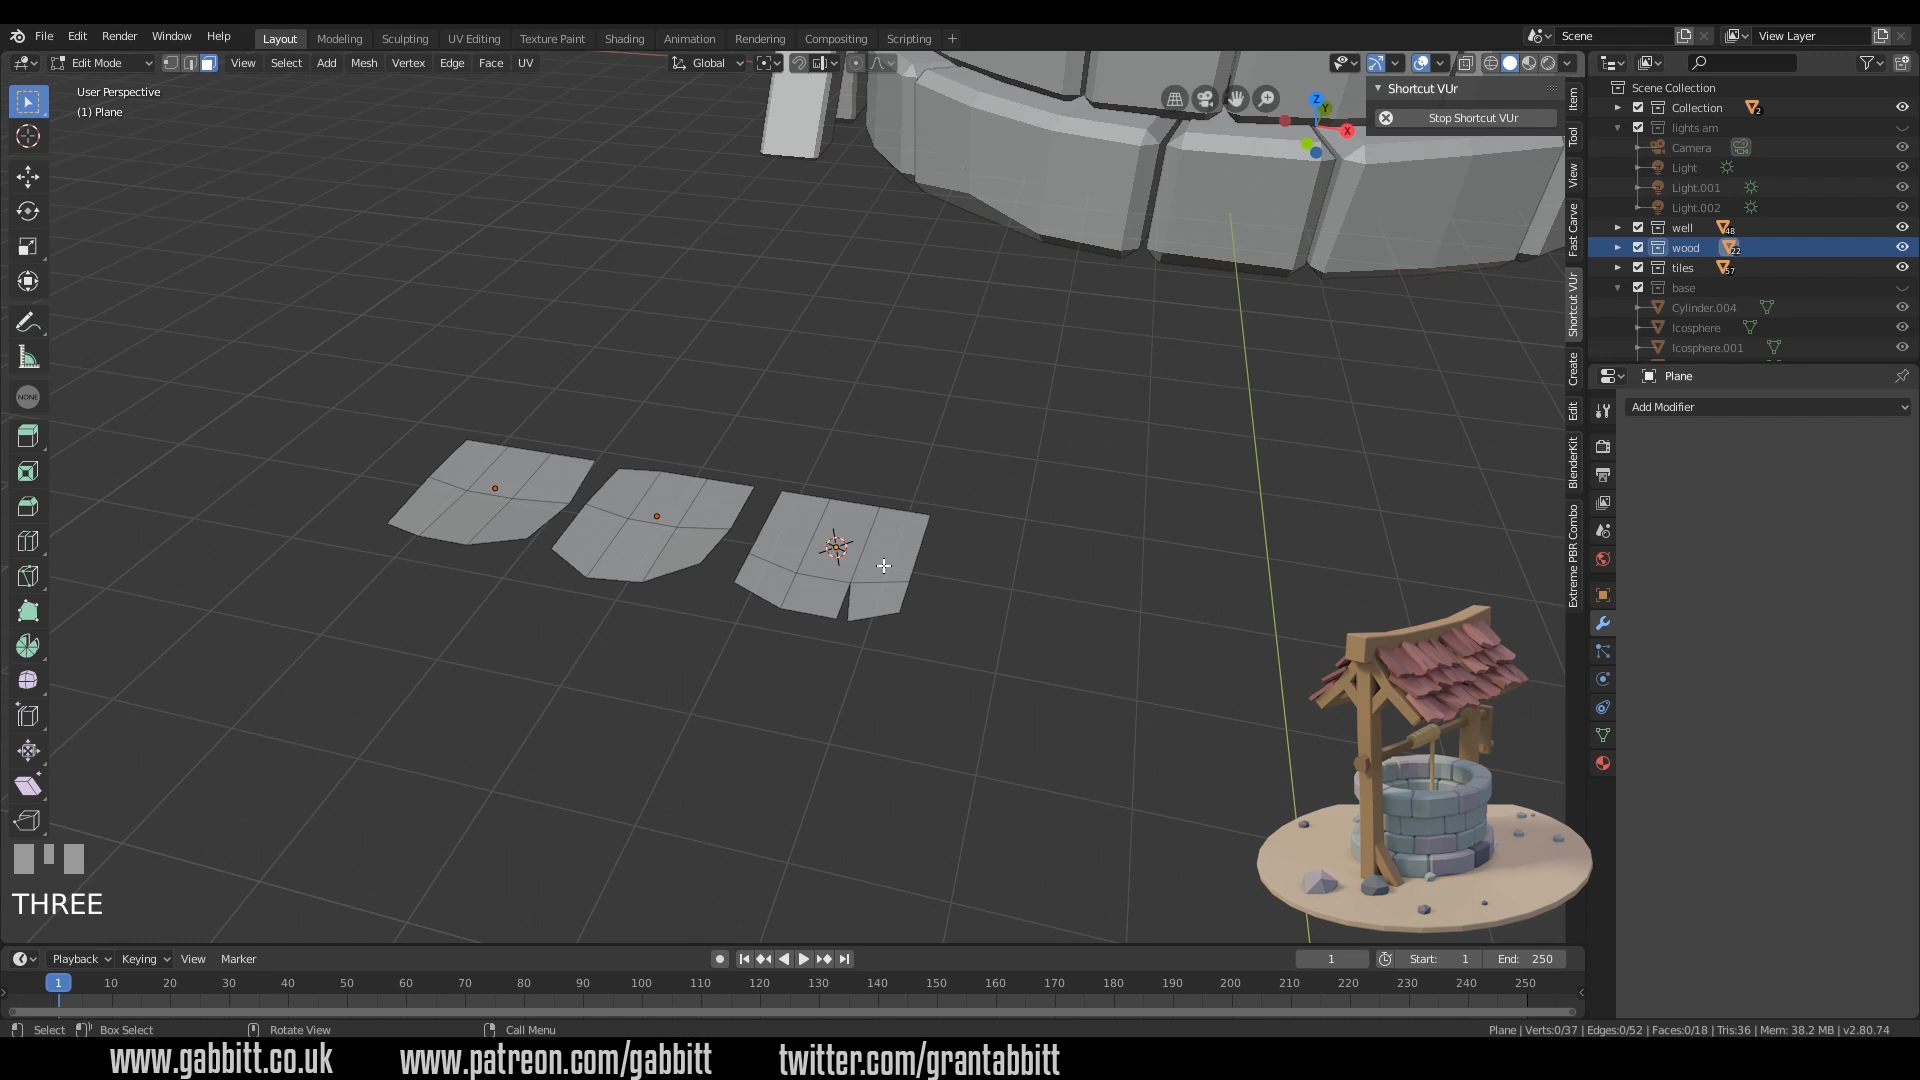 File Edit Render Window Help Layout Modeling Sculpting UV Editing Texture Paint Shading Animation Rendering Compositing Scripting + Scene View Layer
Edit Mode View Select Add Mesh Vertex Edge Face UV Global
User Perspective
(1) Plane
Shortcut VUr
Stop Shortcut VUr
Z
Y
X
Item
Tool
View
Fast Carve
Shortcut VUr
Create
Edit
BlenderKit
Extreme PBR Combo
Scene Collection
Collection 2
lights am
Camera
Light
Light.001
Light.002
well 48
wood 22
tiles 57
base
Cylinder.004
Icosphere
Icosphere.001
Plane
Add Modifier
NONE
THREE
Playback Keying View Marker 1 Start: 1 End: 250
1 10 20 30 40 50 60 70 80 90 100 110 120 130 140 150 160 170 180 190 200 210 220 230 240 250
Select Box Select Rotate View Call Menu Plane | Verts:0/37 | Edges:0/52 | Faces:0/18 | Tris:36 | Mem: 38.2 MB | v2.80.74
www.gabbitt.co.uk www.patreon.com/gabbitt twitter.com/grantabbitt